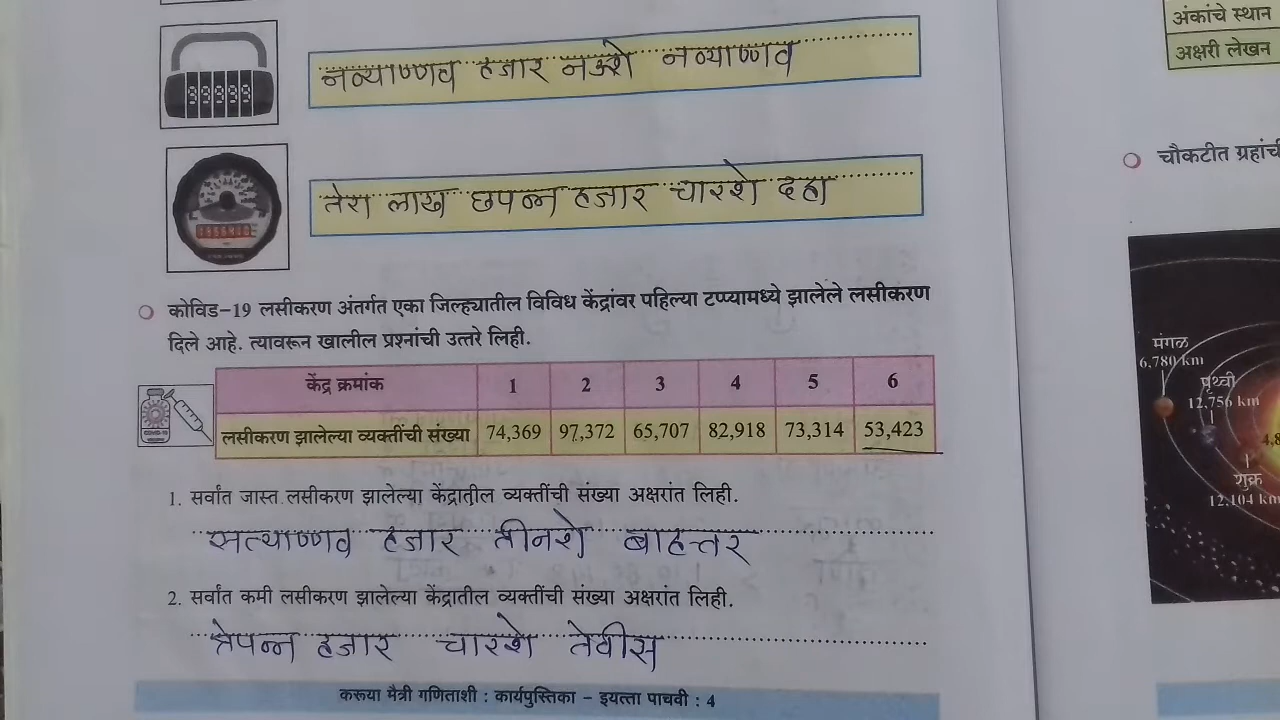 99999
नव्याण्णव हजार नऊशे नव्याण्णव
1356410
तेरा लाख छपन्न हजार चारशे दहा
कोविड-19 लसीकरण अंतर्गत एका जिल्ह्यातील विविध केंद्रांवर पहिल्या टप्प्यामध्ये झालेले लसीकरण
दिले आहे. त्यावरून खालील प्रश्नांची उत्तरे लिही.
केंद्र क्रमांक 1 2 3 4 5 6
लसीकरण झालेल्या व्यक्तींची संख्या 74,369 97,372 65,707 82,918 73,314 53,423
1. सर्वांत जास्त लसीकरण झालेल्या केंद्रातील व्यक्तींची संख्या अक्षरांत लिही.
सत्याण्णव हजार तीनशे बाहत्तर
2. सर्वांत कमी लसीकरण झालेल्या केंद्रातील व्यक्तींची संख्या अक्षरांत लिही.
त्रेपन्न हजार चारशे तेवीस
करूया मैत्री गणिताशी : कार्यपुस्तिका - इयत्ता पाचवी : 4
अंकांचे स्थान
अक्षरी लेखन
चौकटीत ग्रहांची
मंगळ
6,780 km
पृथ्वी
12,756 km
4,8
शुक्र
12,104 km